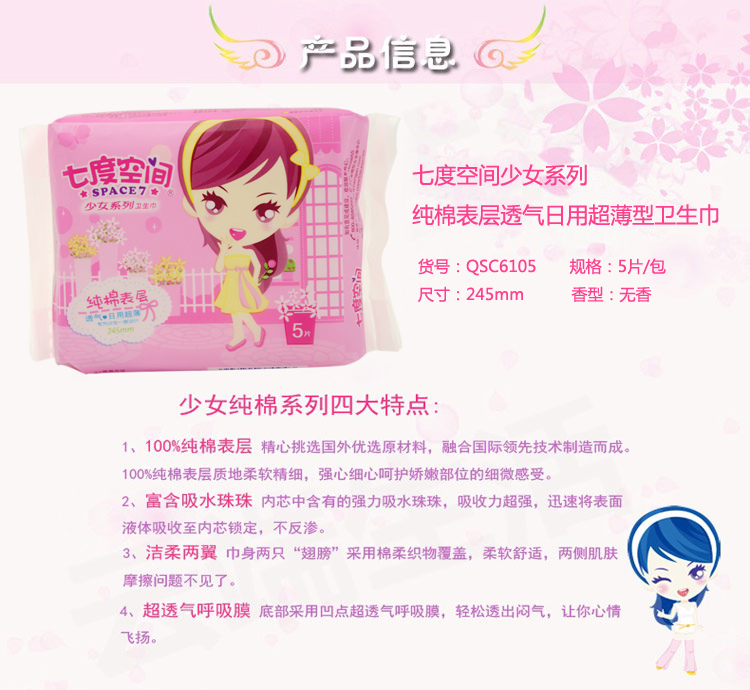 产品信息
七度空间
SPACE7
®
少女系列卫生巾
纯棉表层
透气●日用超薄
245mm
5片
七度空间
七度空间少女系列
纯棉表层透气日用超薄型卫生巾
货号：QSC6105 规格：5片/包
尺寸：245mm 香型：无香
少女纯棉系列四大特点：
1、100%纯棉表层 精心挑选国外优选原材料，融合国际领先技术制造而成。
100%纯棉表层质地柔软精细，强心细心呵护娇嫩部位的细微感受。
2、富含吸水珠珠 内芯中含有的强力吸水珠珠，吸收力超强，迅速将表面
液体吸收至内芯锁定，不反渗。
3、洁柔两翼 巾身两只“翅膀”采用棉柔织物覆盖，柔软舒适，两侧肌肤
摩擦问题不见了。
4、超透气呼吸膜 底部采用凹点超透气呼吸膜，轻松透出闷气，让你心情
飞扬。